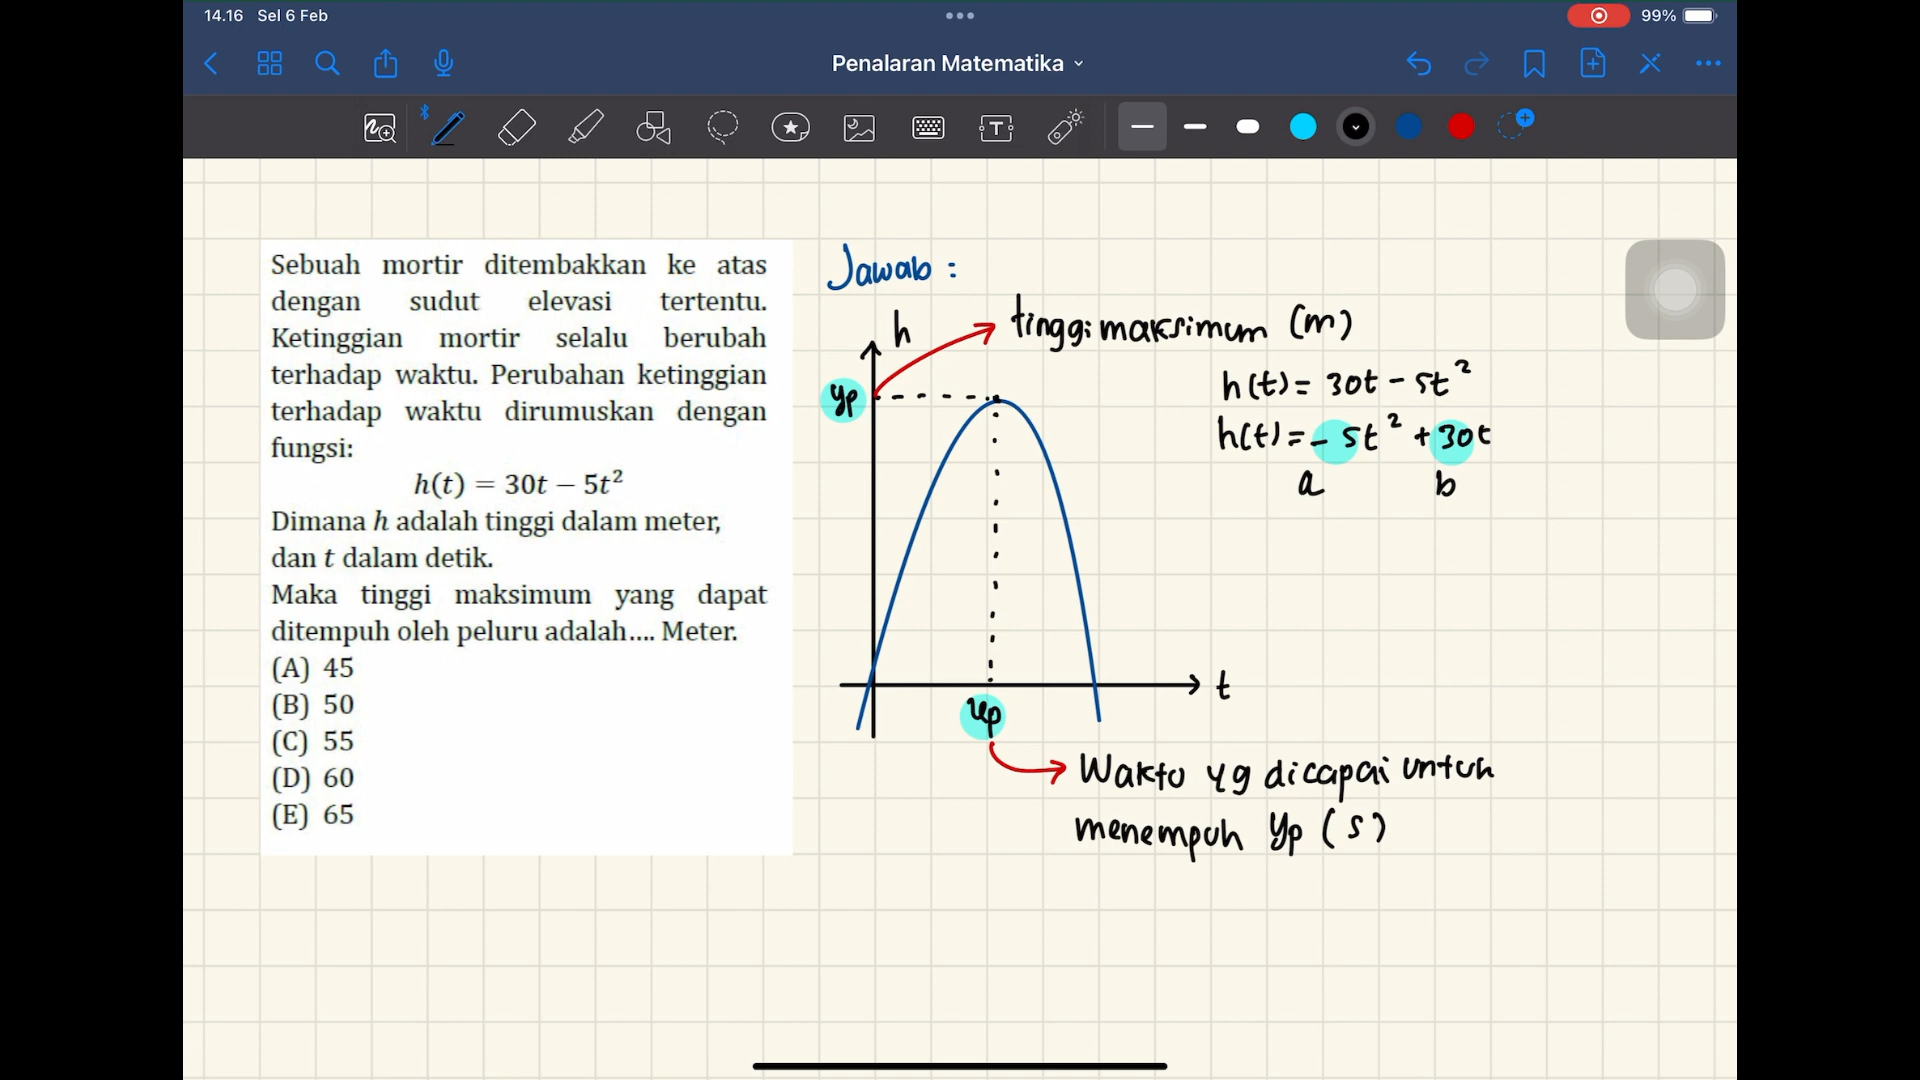 14.16 Sel 6 Feb
99%
Penalaran Matematika
Sebuah mortir ditembakkan ke atas
dengan sudut elevasi tertentu.
Ketinggian mortir selalu berubah
terhadap waktu. Perubahan ketinggian
terhadap waktu dirumuskan dengan
fungsi:
h(t) = 30t − 5t²
Dimana h adalah tinggi dalam meter,
dan t dalam detik.
Maka tinggi maksimum yang dapat
ditempuh oleh peluru adalah.... Meter.
(A) 45
(B) 50
(C) 55
(D) 60
(E) 65
Jawab :
h
tinggi maksimum (m)
yp
h(t) = 30t - 5t²
h(t) = - 5t² + 30t
a b
t
xp
Waktu yg dicapai untuk
menempuh yp (s)